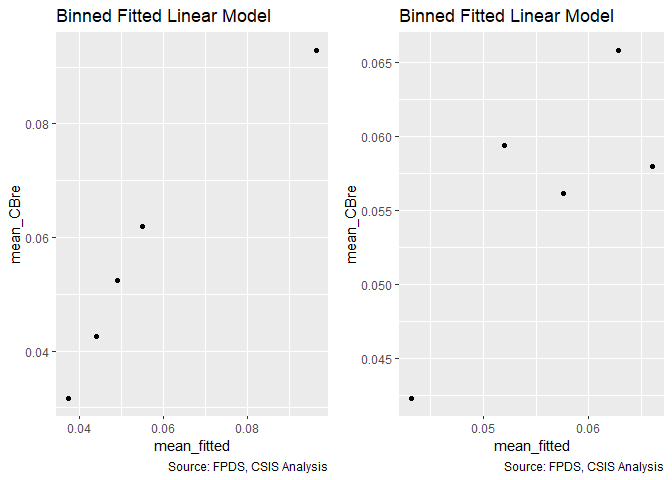 Binned Fitted Linear Model
mean_CBre
0.08
0.06
0.04
0.04
0.06
0.08
mean_fitted
Source: FPDS, CSIS Analysis
Binned Fitted Linear Model
mean_CBre
0.065
0.060
0.055
0.050
0.045
0.05
0.06
mean_fitted
Source: FPDS, CSIS Analysis